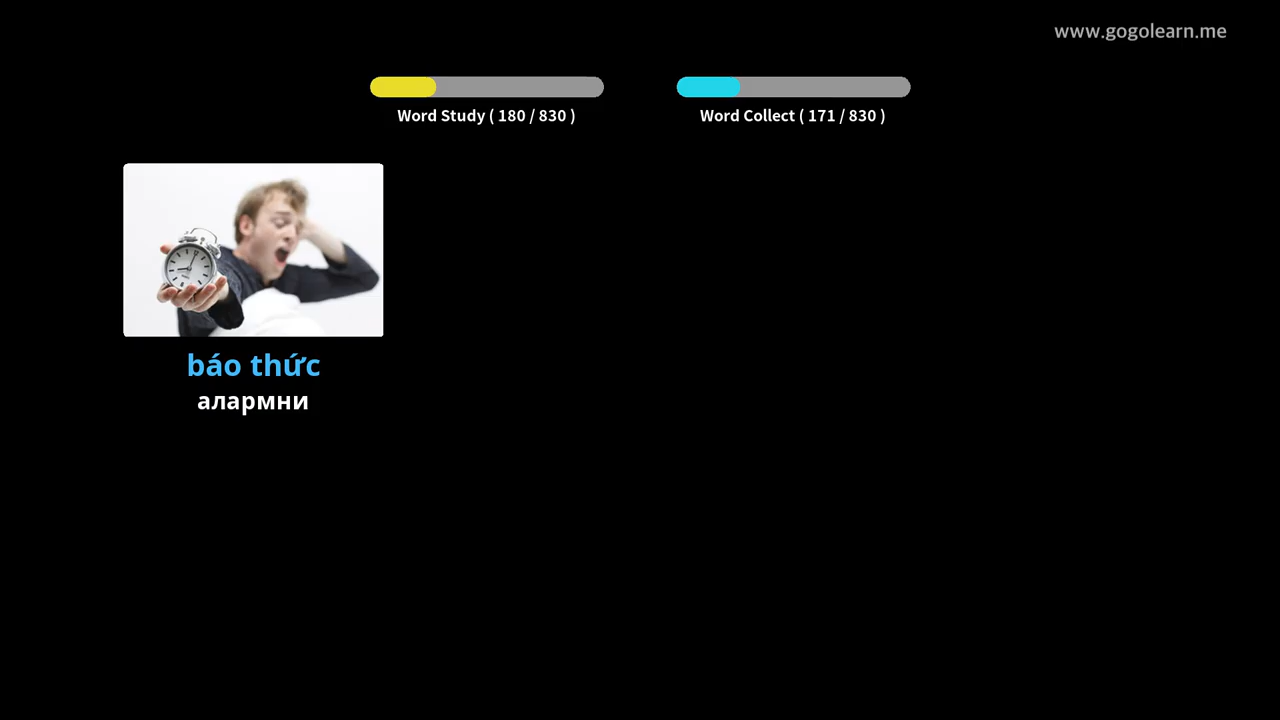 www.gogolearn.me
Word Study ( 180 / 830 )
Word Collect ( 171 / 830 )
báo thức
алармни